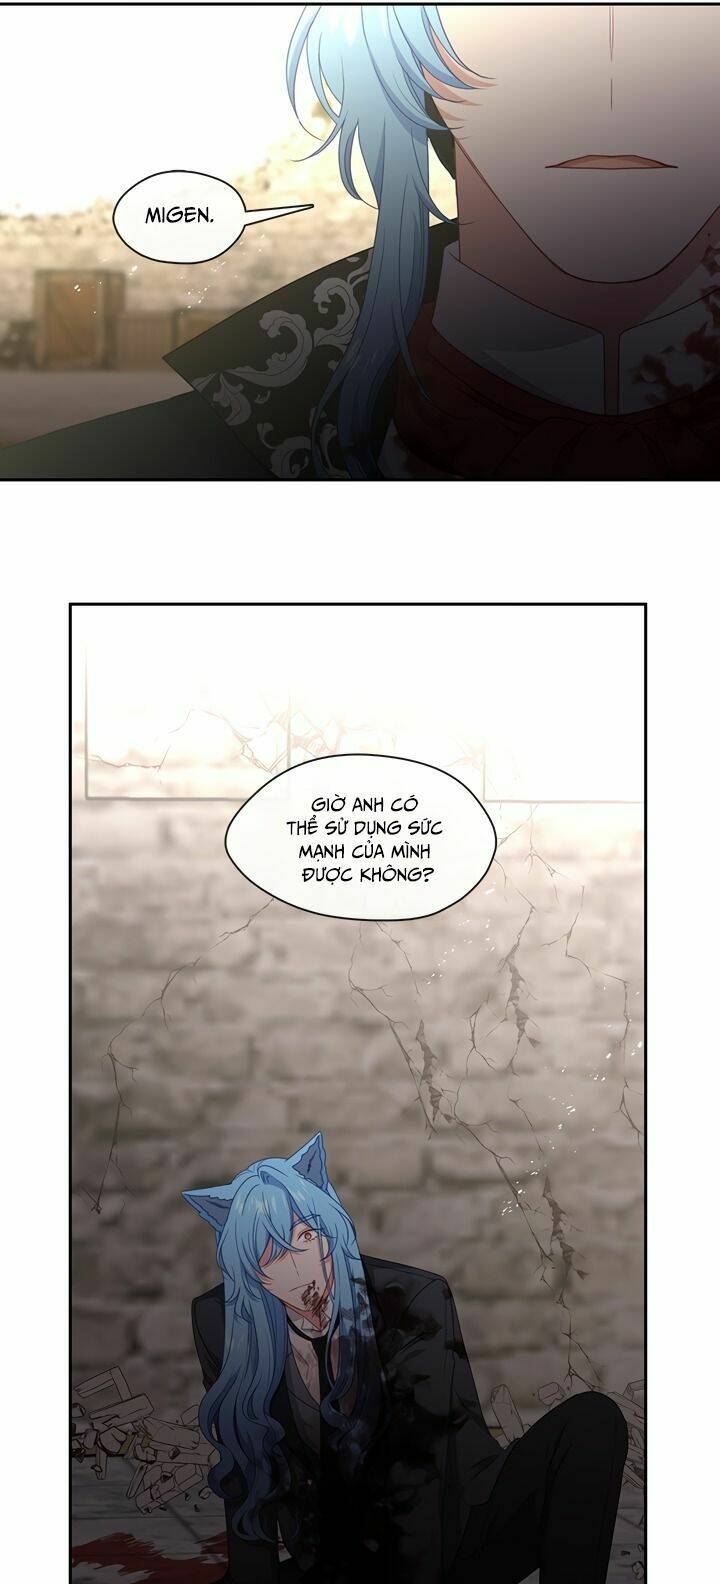 MIGEN.
GIỜ ANH CÓ
THỂ SỬ DỤNG SỨC
MẠNH CỦA MÌNH
ĐƯỢC KHÔNG?